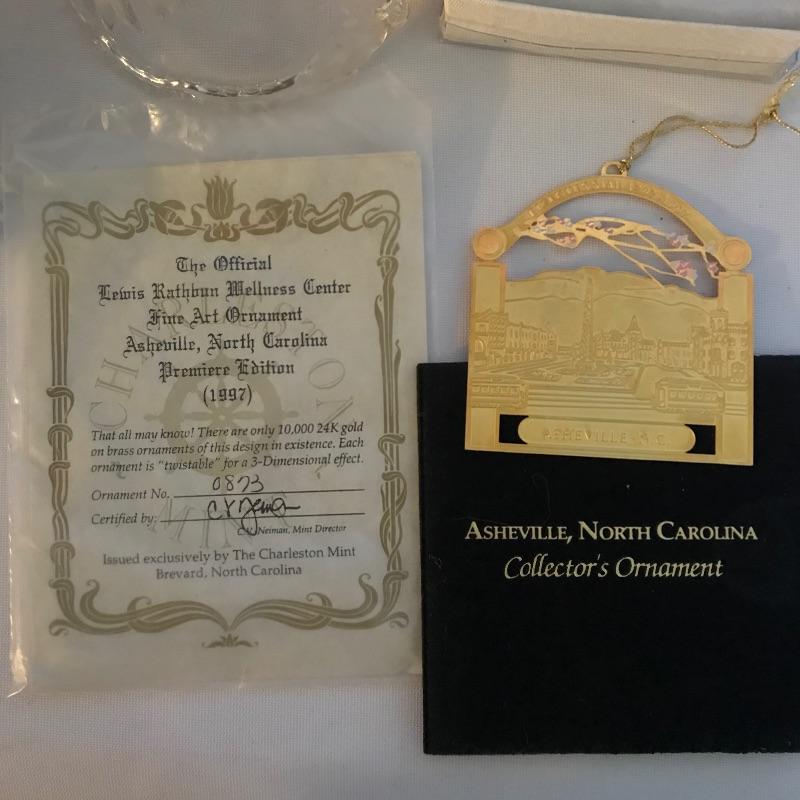 The Official
Lewis Rathbun Wellness Center
Fine Art Ornament
Asheville, North Carolina
Premiere Edition
(1997)
That all may know! There are only 10,000 24K gold
on brass ornaments of this design in existence. Each
ornament is "twistable" for a 3-Dimensional effect.
Ornament No. 0873
Certified by:
Neiman, Mint Director
Issued exclusively by The Charleston Mint
Brevard, North Carolina
CHARLESTON
MINT
ASHEVILLE, N.C.
ASHEVILLE, NORTH CAROLINA
Collector's Ornament